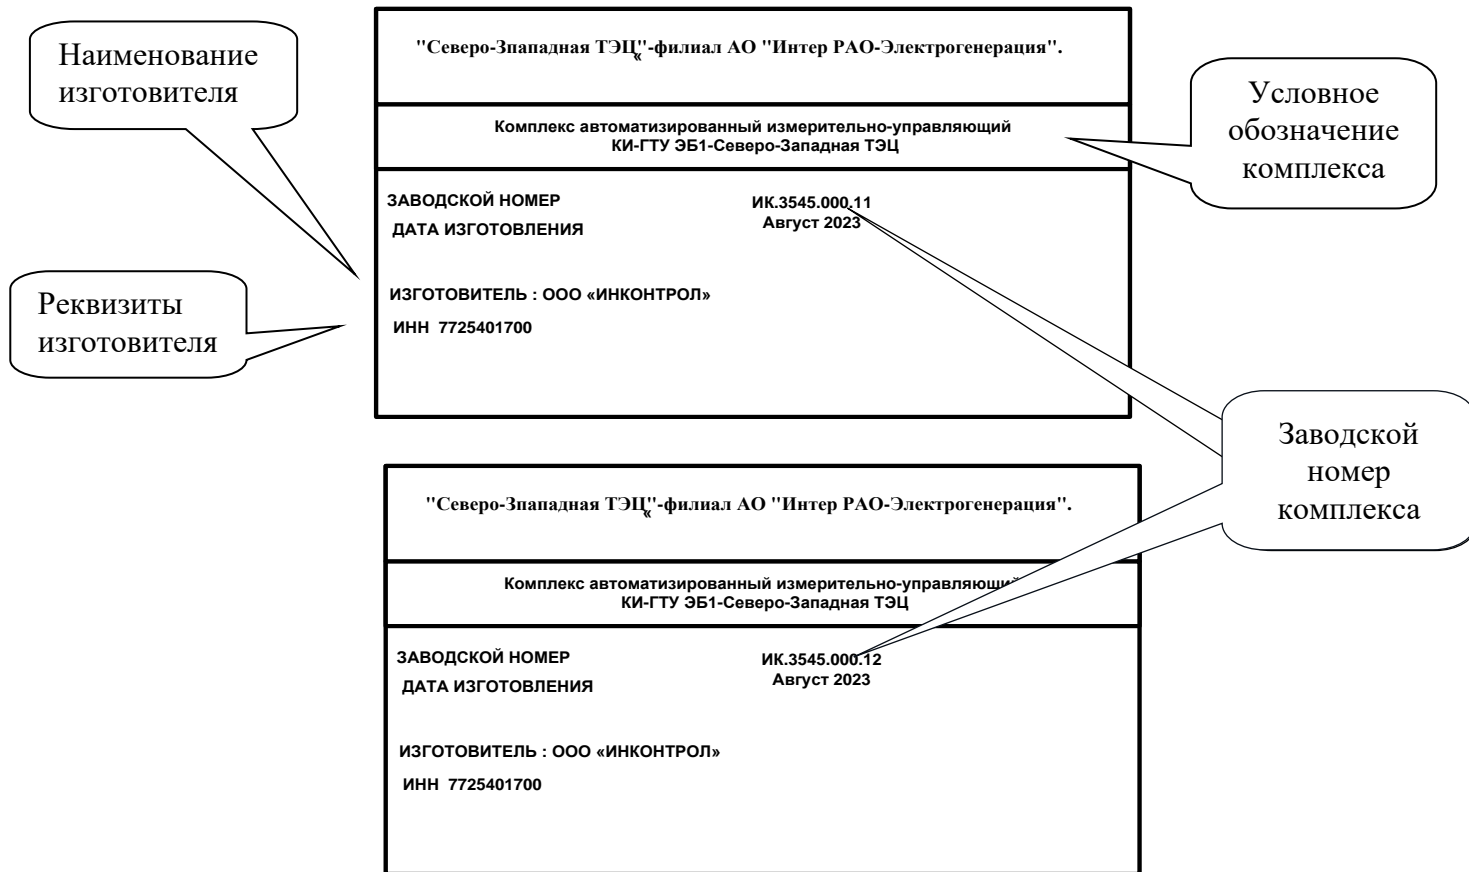 Наименование
изготовителя
"Северо-Зпападная ТЭЦ"-филиал АО "Интер РАО-Электрогенерация".
«
Условное
обозначение
комплекса
Комплекс автоматизированный измерительно-управляющий
КИ-ГТУ ЭБ1-Северо-Западная ТЭЦ
ЗАВОДСКОЙ НОМЕР ИК.3545.000.11
ДАТА ИЗГОТОВЛЕНИЯ Август 2023
Реквизиты
изготовителя
ИЗГОТОВИТЕЛЬ : ООО «ИНКОНТРОЛ»
ИНН 7725401700
Заводской
номер
комплекса
"Северо-Зпападная ТЭЦ"-филиал АО "Интер РАО-Электрогенерация".
«
Комплекс автоматизированный измерительно-управляющий
КИ-ГТУ ЭБ1-Северо-Западная ТЭЦ
ЗАВОДСКОЙ НОМЕР ИК.3545.000.12
ДАТА ИЗГОТОВЛЕНИЯ Август 2023
ИЗГОТОВИТЕЛЬ : ООО «ИНКОНТРОЛ»
ИНН 7725401700